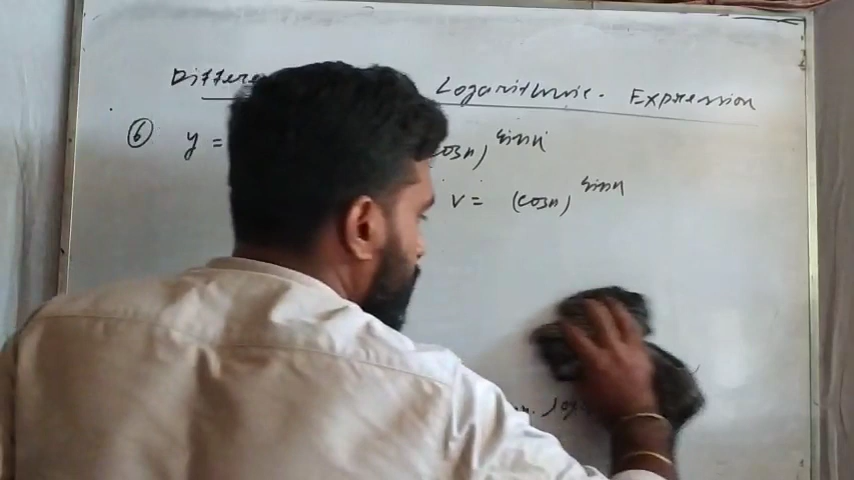 Differe Logarithmic. Expression
⑥ y = cosx) sinx
v = (cosx) sinx